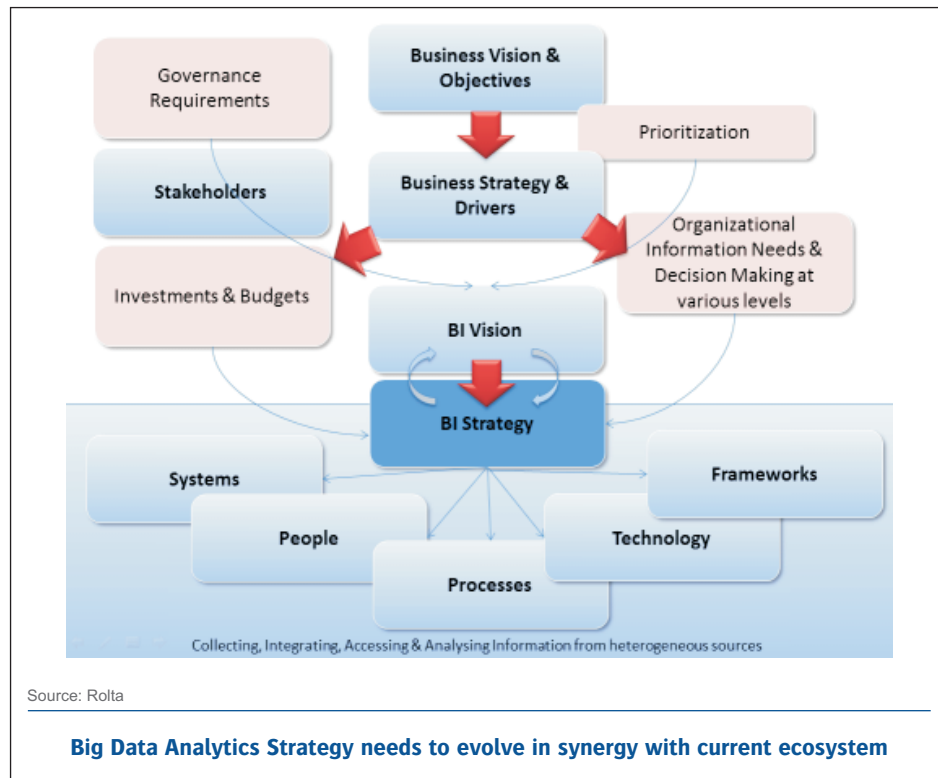 Business Vision &
Objectives
Governance
Requirements
Prioritization
Stakeholders
Business Strategy &
Drivers
Organizational
Information Needs &
Decision Making at
various levels
Investments & Budgets
BI Vision
BI Strategy
Systems
Frameworks
People
Technology
Processes
Collecting, Integrating, Accessing & Analysing Information from heterogeneous sources
Source: Rolta
Big Data Analytics Strategy needs to evolve in synergy with current ecosystem